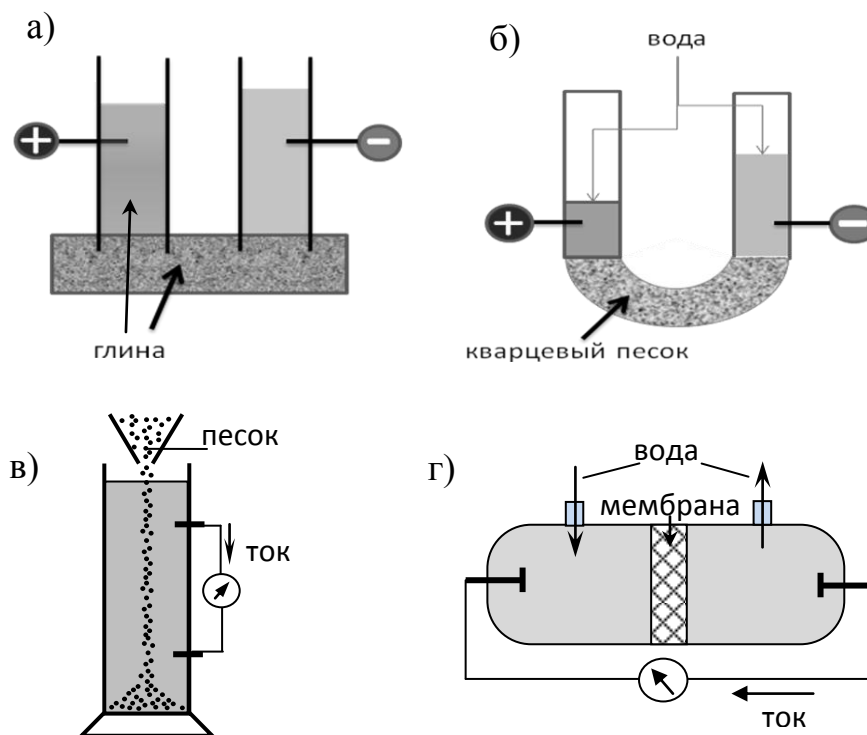 а)
б)
вода
+
−
+
−
глина
кварцевый песок
в)
песок
ток
г)
вода
мембрана
ток